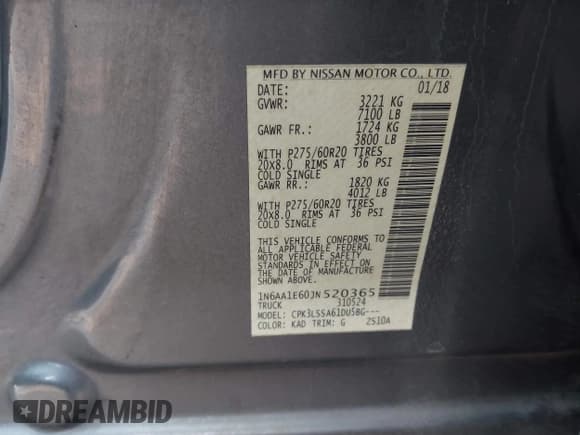 MFD BY NISSAN MOTOR CO., LTD.
DATE: 01/18
GVWR: 3221 KG
7100 LB
GAWR FR.: 1724 KG
3800 LB
WITH P275/60R20 TIRES
20X8.0 RIMS AT 36 PSI
COLD SINGLE
GAWR RR.: 1820 KG
4012 LB
WITH P275/60R20 TIRES
20X8.0 RIMS AT 36 PSI
COLD SINGLE
THIS VEHICLE CONFORMS TO
ALL APPLICABLE FEDERAL
MOTOR VEHICLE SAFETY
STANDARDS IN EFFECT ON
THE DATE OF MANUFACTURE
SHOWN ABOVE.
1N6AA1E60JN520365
TRUCK 310524
MODEL: CPK3LSSA61DU5BG---
COLOR: KAD TRIM: G 2510A
DREAMBID